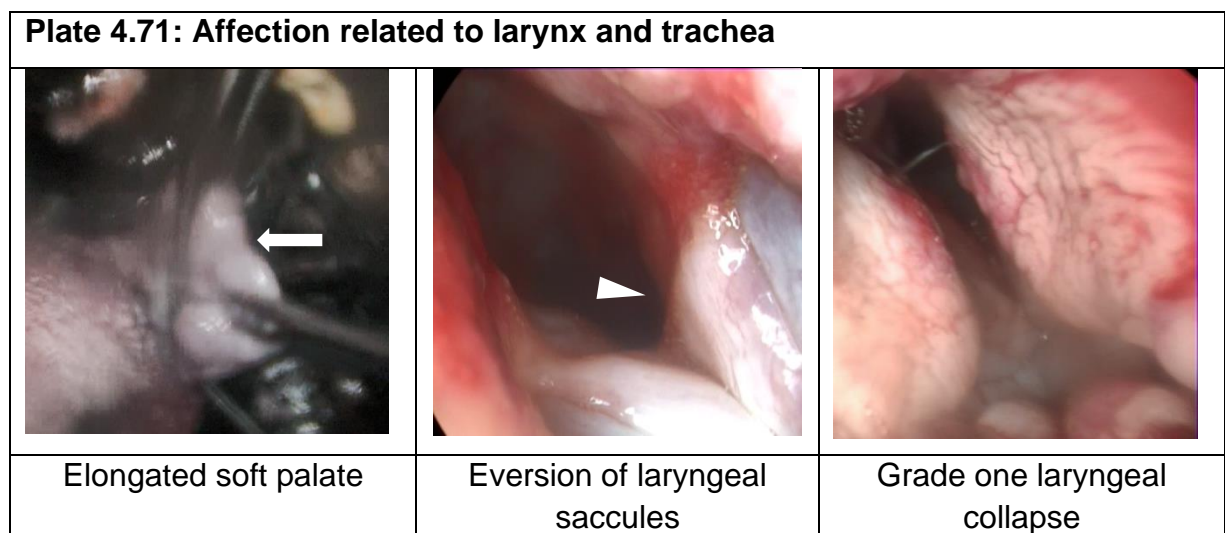 Plate 4.71: Affection related to larynx and trachea
Elongated soft palate
Eversion of laryngeal
saccules
Grade one laryngeal
collapse